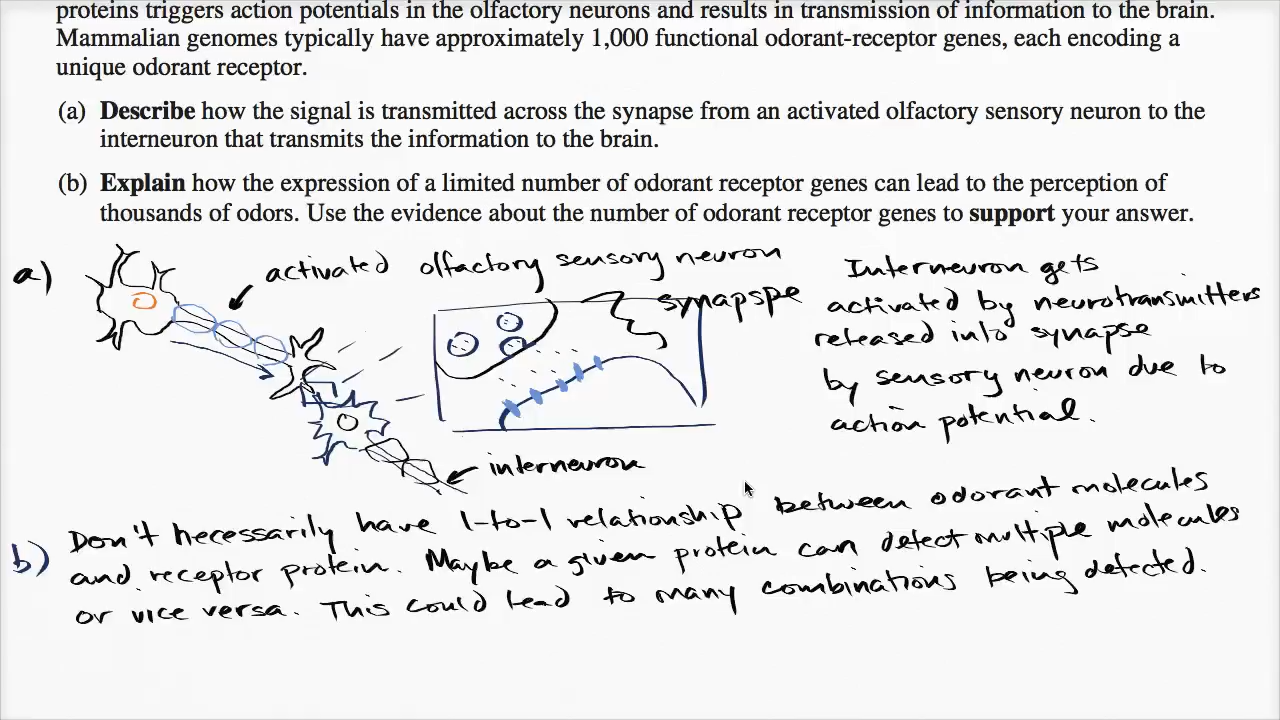 proteins triggers action potentials in the olfactory neurons and results in transmission of information to the brain.
Mammalian genomes typically have approximately 1,000 functional odorant-receptor genes, each encoding a
unique odorant receptor.
(a) Describe how the signal is transmitted across the synapse from an activated olfactory sensory neuron to the
interneuron that transmits the information to the brain.
(b) Explain how the expression of a limited number of odorant receptor genes can lead to the perception of
thousands of odors. Use the evidence about the number of odorant receptor genes to support your answer.
a)
activated olfactory sensory neuron
synapspe
interneuron
Interneuron gets
activated by neurotransmitters
released into synapse
by sensory neuron due to
action potential.
b)
Don't necessarily have 1-to-1 relationship between odorant molecules
and receptor protein. Maybe a given protein can detect multiple molecules
or vice versa. This could lead to many combinations being detected.